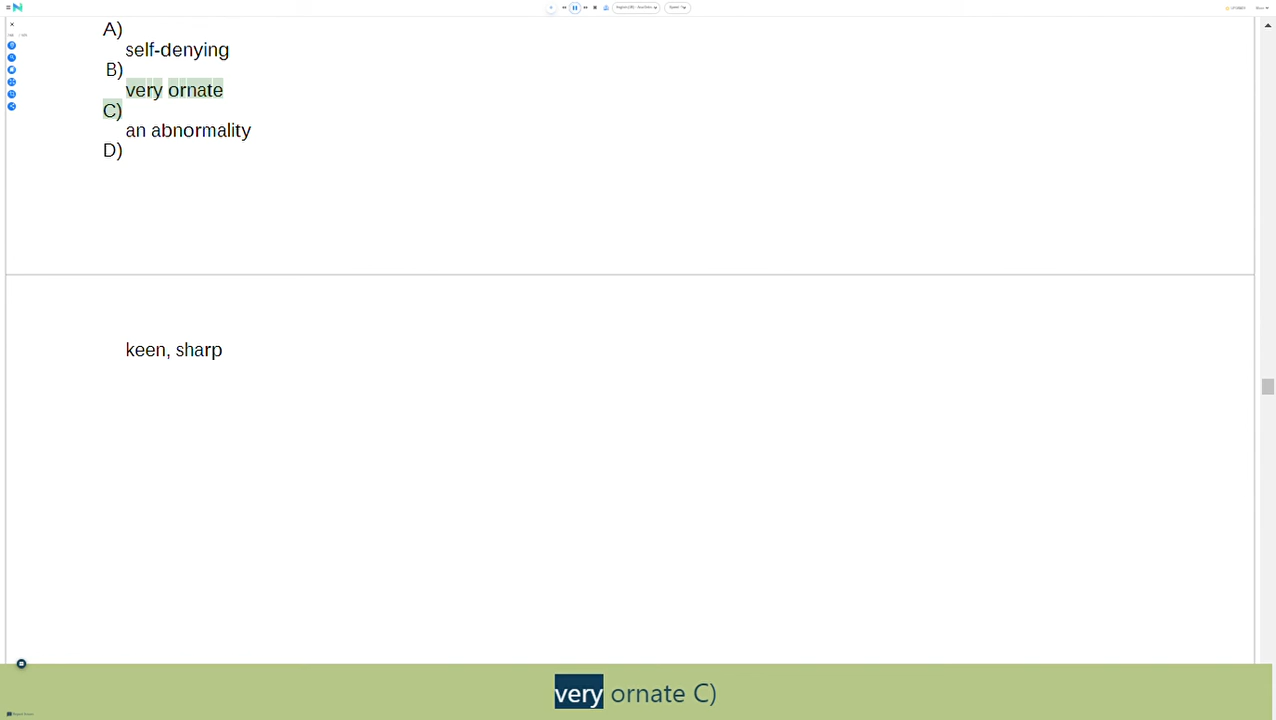 A)
self-denying
B)
very ornate
C)
an abnormality
D)
keen, sharp
very ornate C)